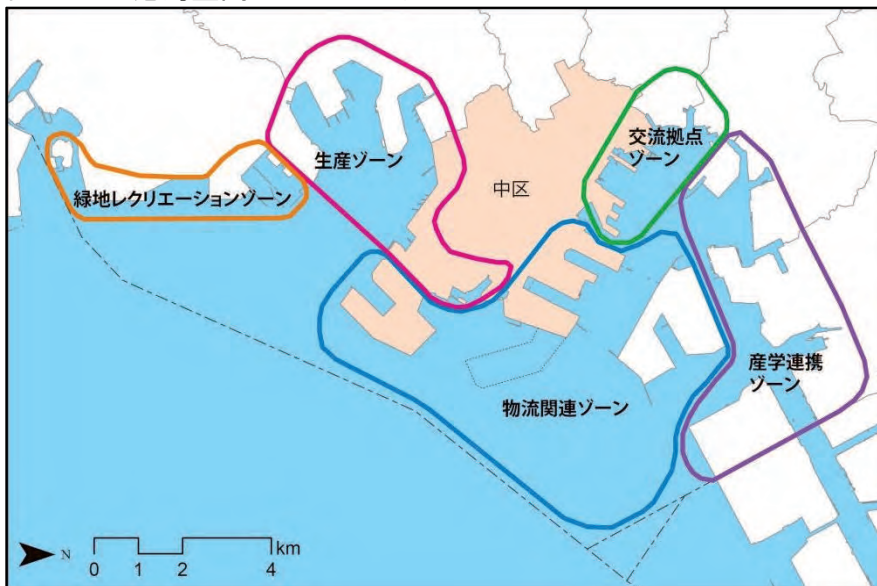 生産ゾーン
交流拠点
ゾーン
緑地レクリエーションゾーン
中区
産学連携
ゾーン
物流関連ゾーン
N
km
0 1 2 4